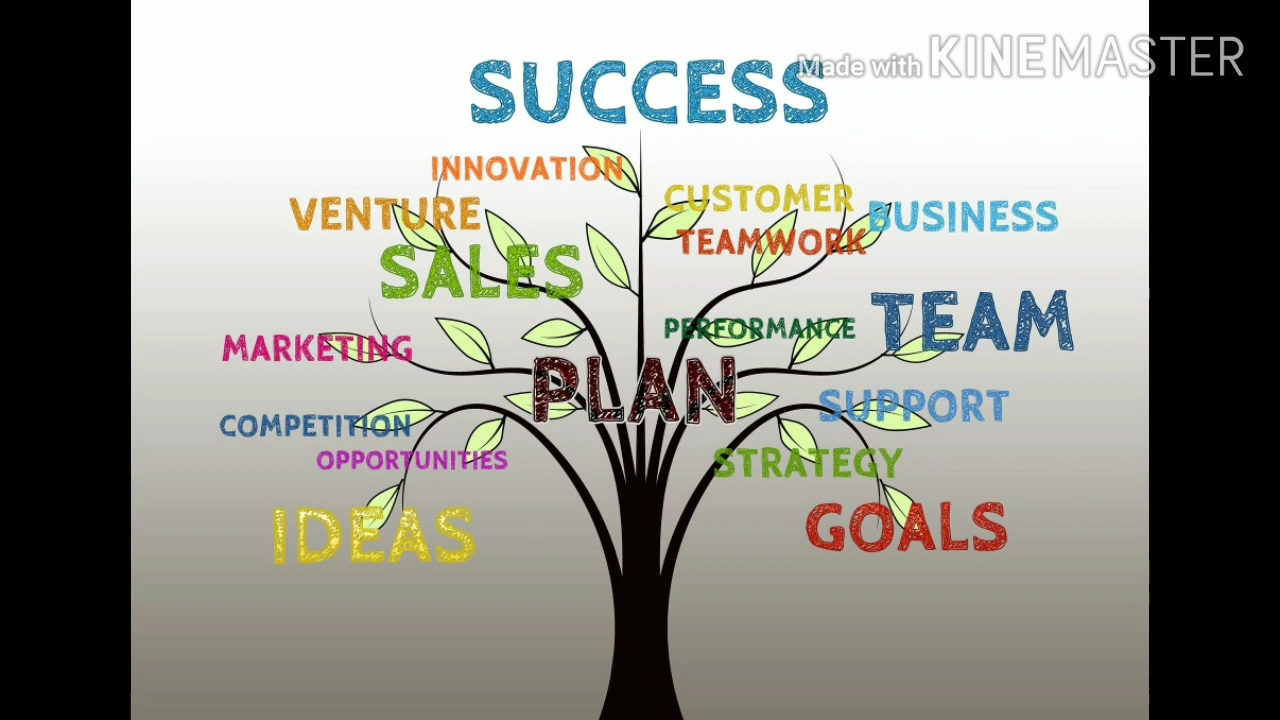 Made with KINEMASTER
SUCCESS
INNOVATION
CUSTOMER
VENTURE
BUSINESS
TEAMWORK
SALES
TEAM
PERFORMANCE
MARKETING
PLAN
SUPPORT
COMPETITION
OPPORTUNITIES
STRATEGY
IDEAS
GOALS